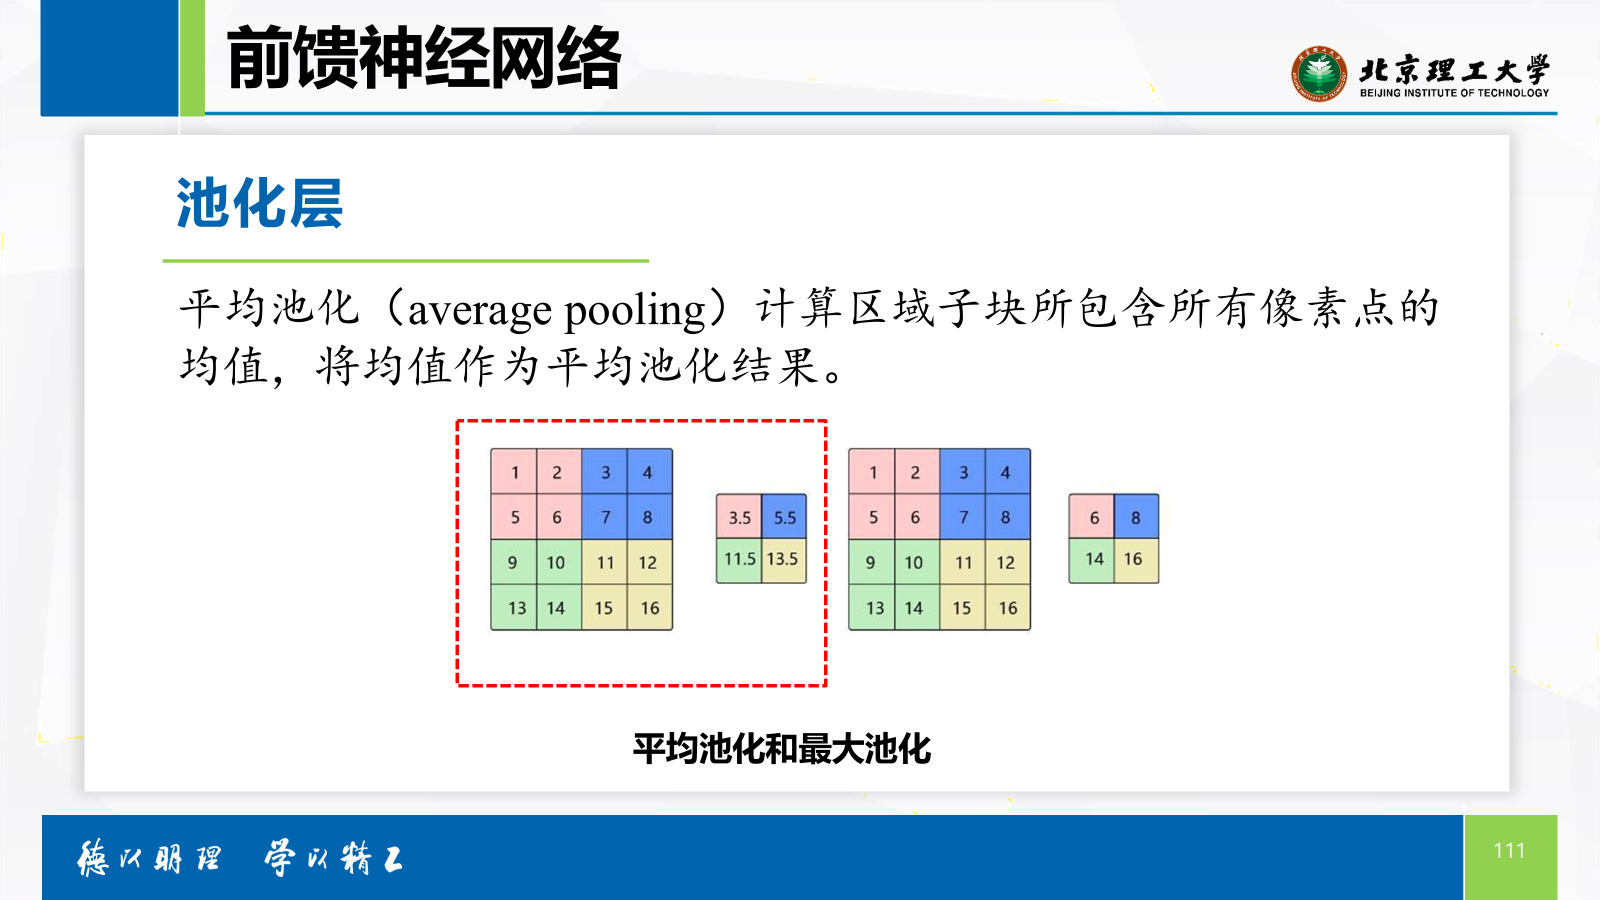 前馈神经网络
北京理工大学
BEIJING INSTITUTE OF TECHNOLOGY
池化层
平均池化（average pooling）计算区域子块所包含所有像素点的
均值，将均值作为平均池化结果。
1 2 3 4
5 6 7 8
9 10 11 12
13 14 15 16
3.5 5.5
11.5 13.5
1 2 3 4
5 6 7 8
9 10 11 12
13 14 15 16
6 8
14 16
平均池化和最大池化
德以明理 学以精工
111